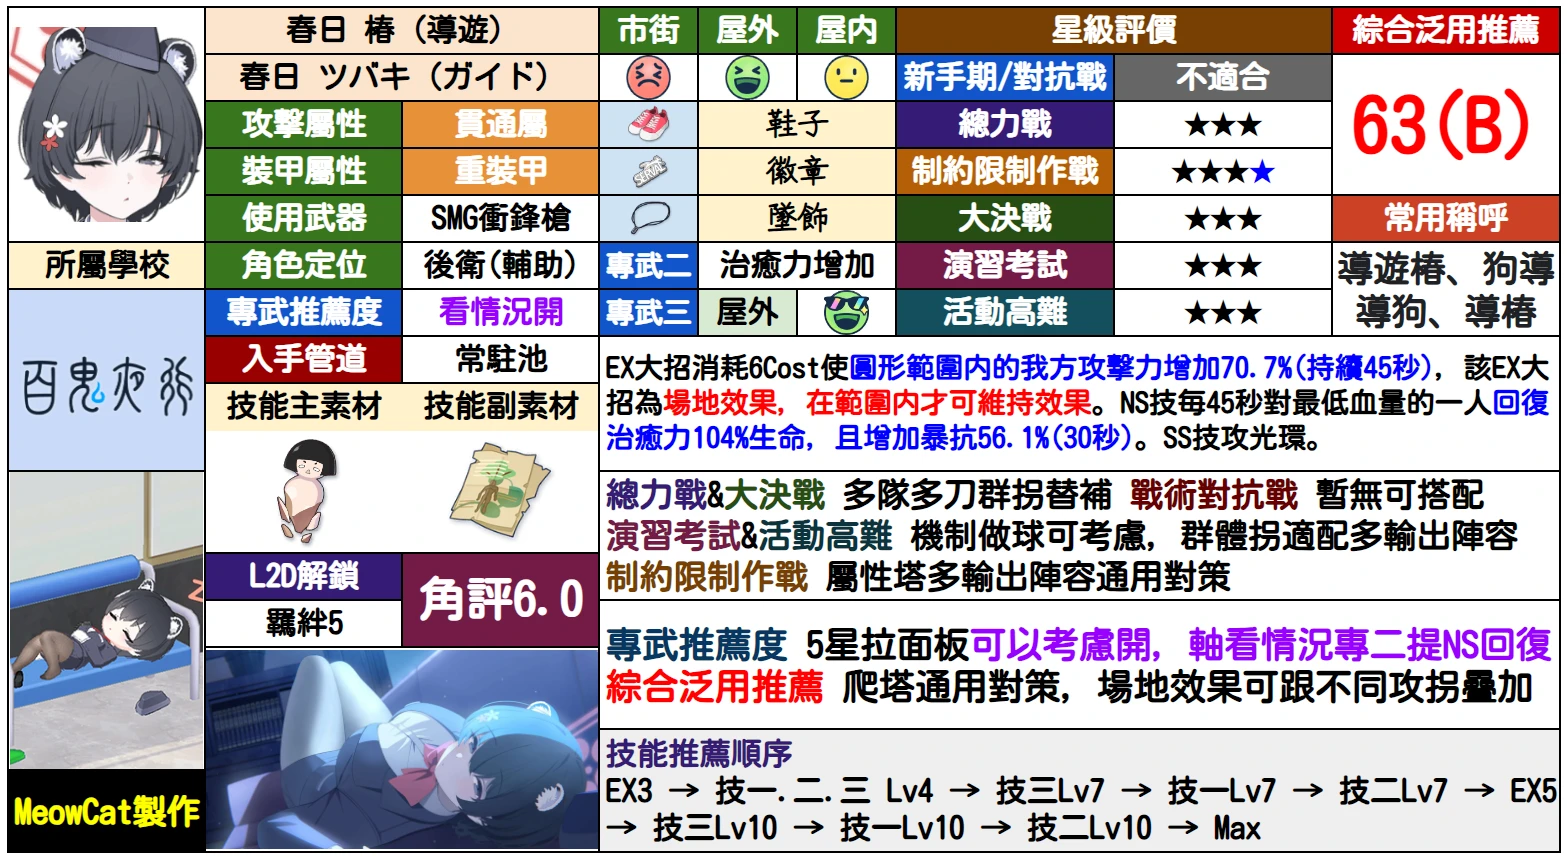 春日 椿（導遊）
春日 ツバキ（ガイド）
市街
屋外
屋内
星級評價
綜合泛用推薦
新手期/對抗戰
不適合
63(B)
攻擊屬性
貫通屬
鞋子
總力戰
★★★
裝甲屬性
重裝甲
SERVAL
徽章
制約限制作戰
★★★★
使用武器
SMG衝鋒槍
墜飾
大決戰
★★★
常用稱呼
所屬學校
角色定位
後衛(輔助)
專武二
治癒力增加
演習考試
★★★
導遊椿、狗導
導狗、導椿
專武推薦度
看情況開
專武三
屋外
活動高難
★★★
百鬼夜行
入手管道
常駐池
技能主素材
技能副素材
EX大招消耗6Cost使圓形範圍内的我方攻擊力增加70.7%(持續45秒)，該EX大
招為場地效果，在範圍内才可維持效果。NS技每45秒對最低血量的一人回復
治癒力104%生命，且增加暴抗56.1%(30秒)。SS技攻光環。
總力戰&大決戰 多隊多刀群拐替補 戰術對抗戰 暫無可搭配
演習考試&活動高難 機制做球可考慮，群體拐適配多輸出陣容
制約限制作戰 屬性塔多輸出陣容通用對策
L2D解鎖
羈絆5
角評6.0
專武推薦度 5星拉面板可以考慮開，軸看情況專二提NS回復
綜合泛用推薦 爬塔通用對策，場地效果可跟不同攻拐疊加
技能推薦順序
EX3 → 技一.二.三 Lv4 → 技三Lv7 → 技一Lv7 → 技二Lv7 → EX5
→ 技三Lv10 → 技一Lv10 → 技二Lv10 → Max
MeowCat製作